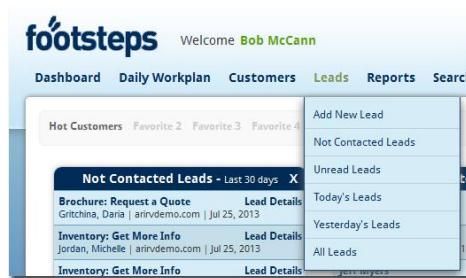 footsteps
Welcome Bob McCann
Dashboard Daily Workplan Customers Leads Reports
Hot Customers Favorite 2 Favorite 3 Favorite 4
Add New Lead
Not Contacted Leads
Unread Leads
Today's Leads
Yesterday's Leads
All Leads
Not Contacted Leads - Last 30 days X
Brochure: Request a Quote Lead Details
Gritchina, Daria | arirvdemo.com | Jul 25, 2013
Inventory: Get More Info Lead Details
Jordan, Michelle | arirvdemo.com | Jul 25, 2013
Inventory: Get More Info Lead Details
Jeff Myers